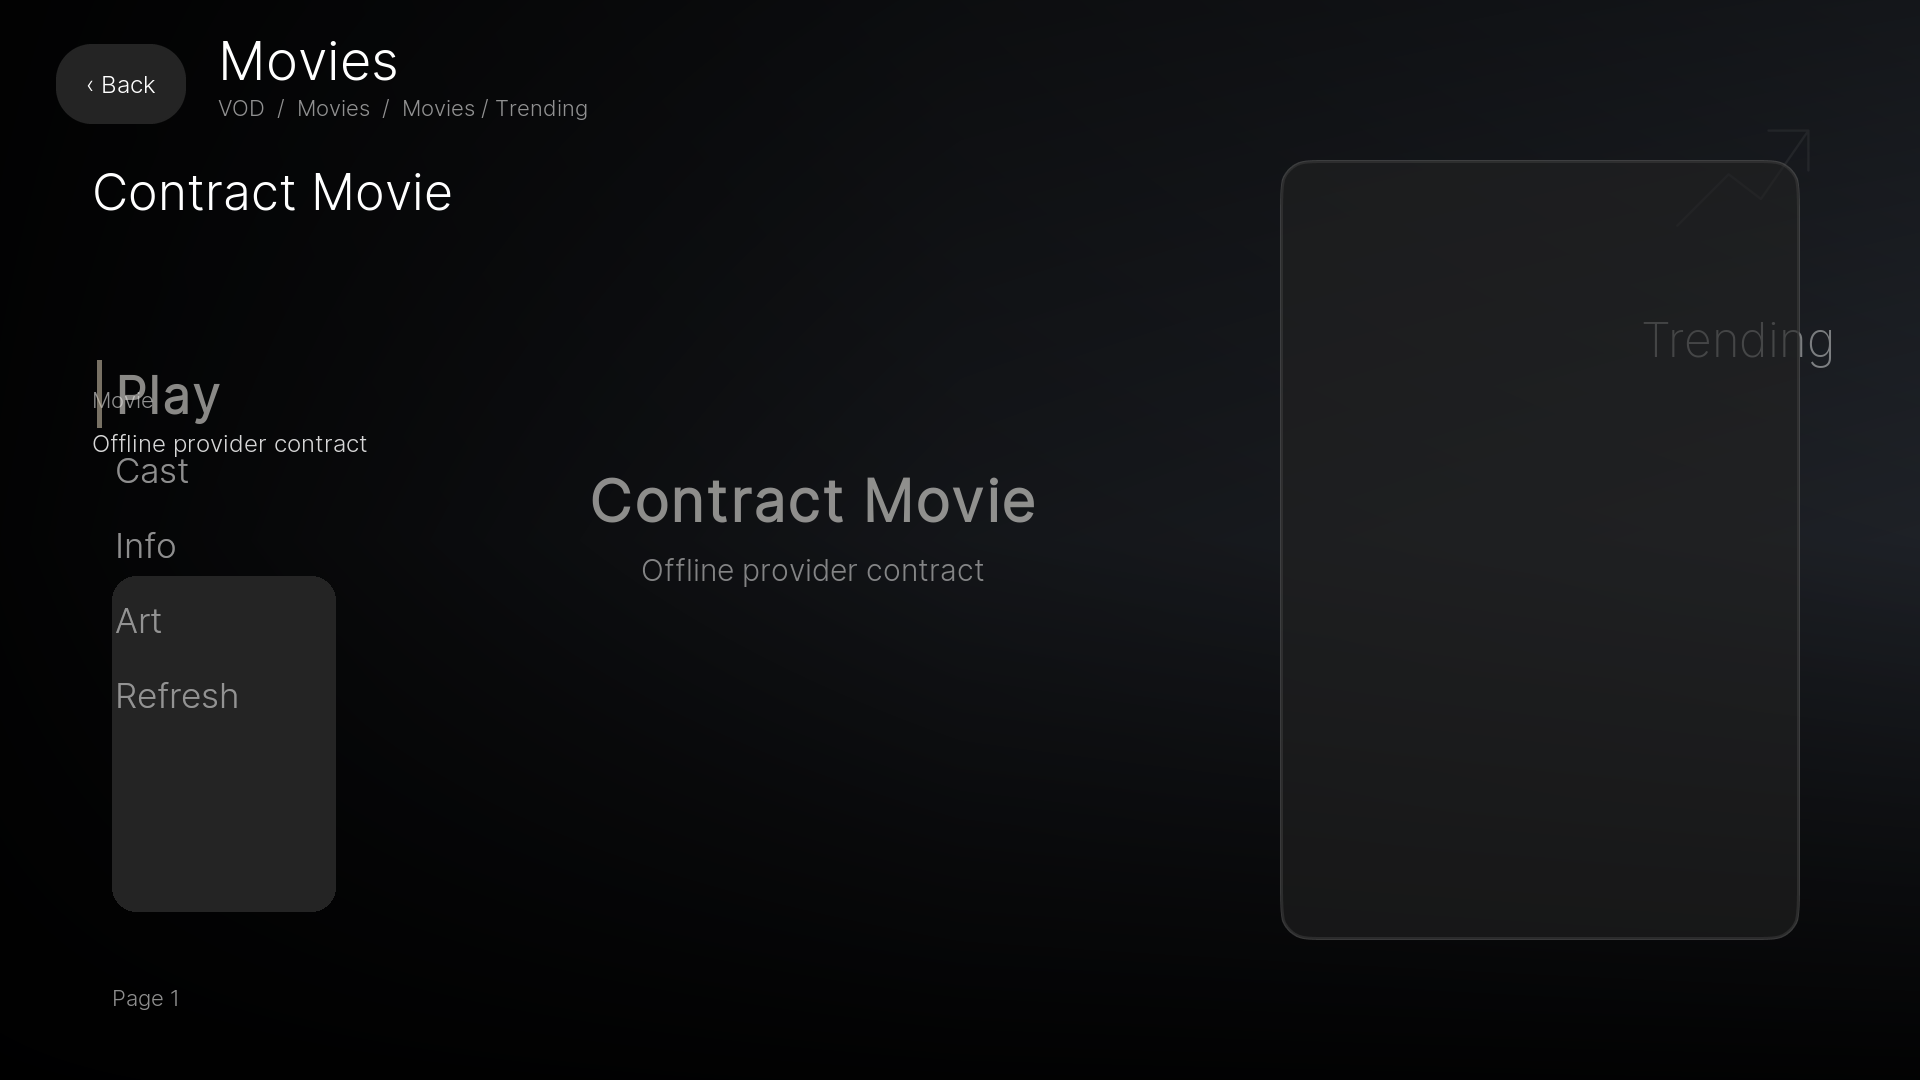 ‹ Back
Movies
VOD / Movies / Movies / Trending
Contract Movie
Trending
Play
Movie
Offline provider contract
Cast
Contract Movie
Info
Offline provider contract
Art
Refresh
Page 1